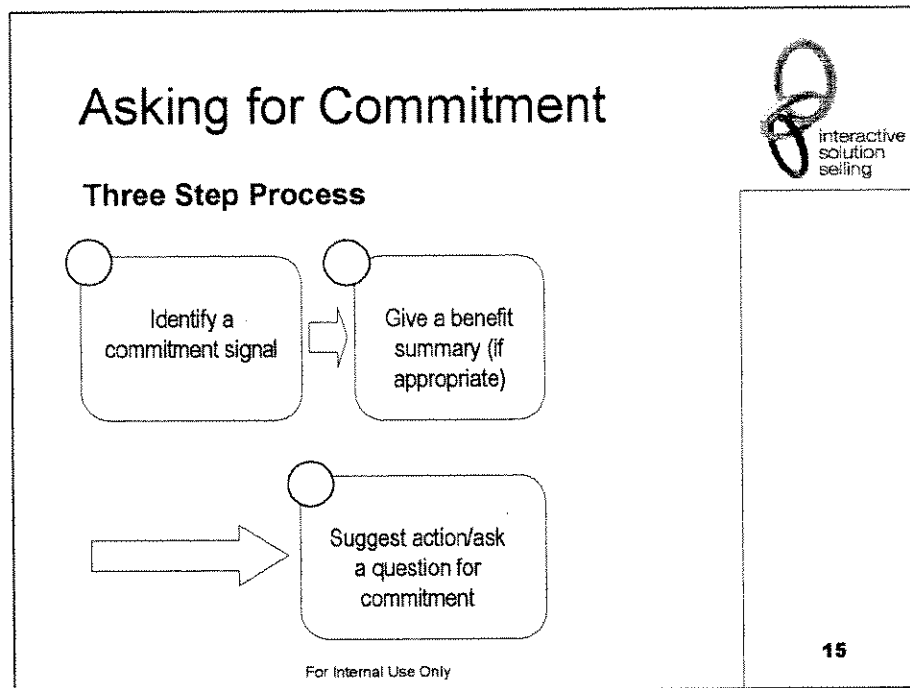 Asking for Commitment
interactive
solution
selling
Three Step Process
Identify a
commitment signal
Give a benefit
summary (if
appropriate)
Suggest action/ask
a question for
commitment
For Internal Use Only
15